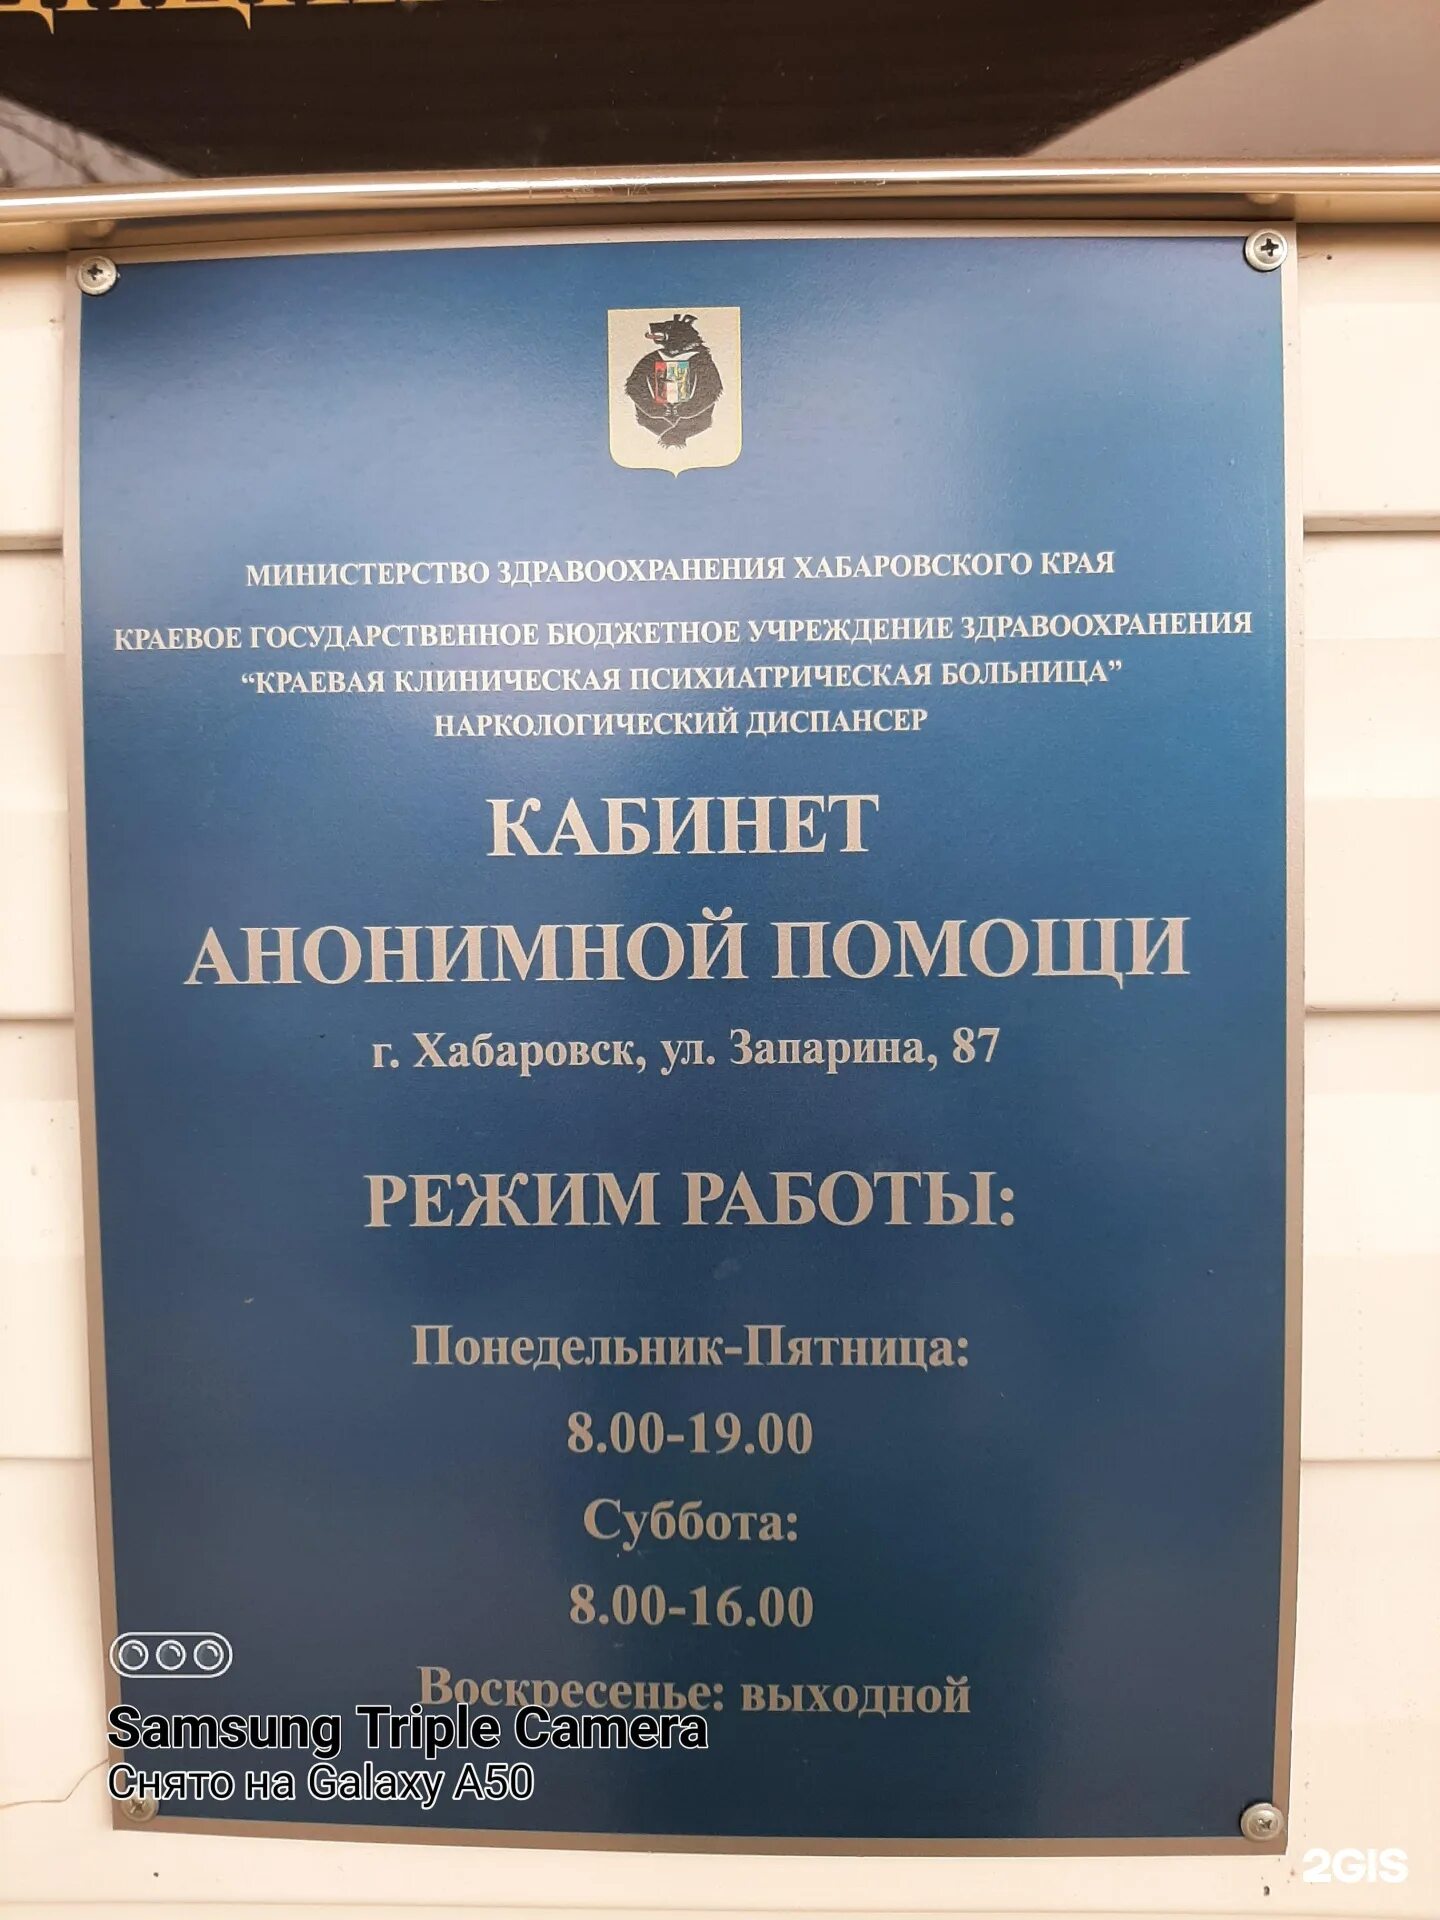 МИНИСТЕРСТВО ЗДРАВООХРАНЕНИЯ ХАБАРОВСКОГО КРАЯ
КРАЕВОЕ ГОСУДАРСТВЕННОЕ БЮДЖЕТНОЕ УЧРЕЖДЕНИЕ ЗДРАВООХРАНЕНИЯ
“КРАЕВАЯ КЛИНИЧЕСКАЯ ПСИХИАТРИЧЕСКАЯ БОЛЬНИЦА”
НАРКОЛОГИЧЕСКИЙ ДИСПАНСЕР
КАБИНЕТ
АНОНИМНОЙ ПОМОЩИ
г. Хабаровск, ул. Запарина, 87
РЕЖИМ РАБОТЫ:
Понедельник-Пятница:
8.00-19.00
Суббота:
8.00-16.00
Воскресенье: выходной
Samsung Triple Camera
Снято на Galaxy A50
2GIS